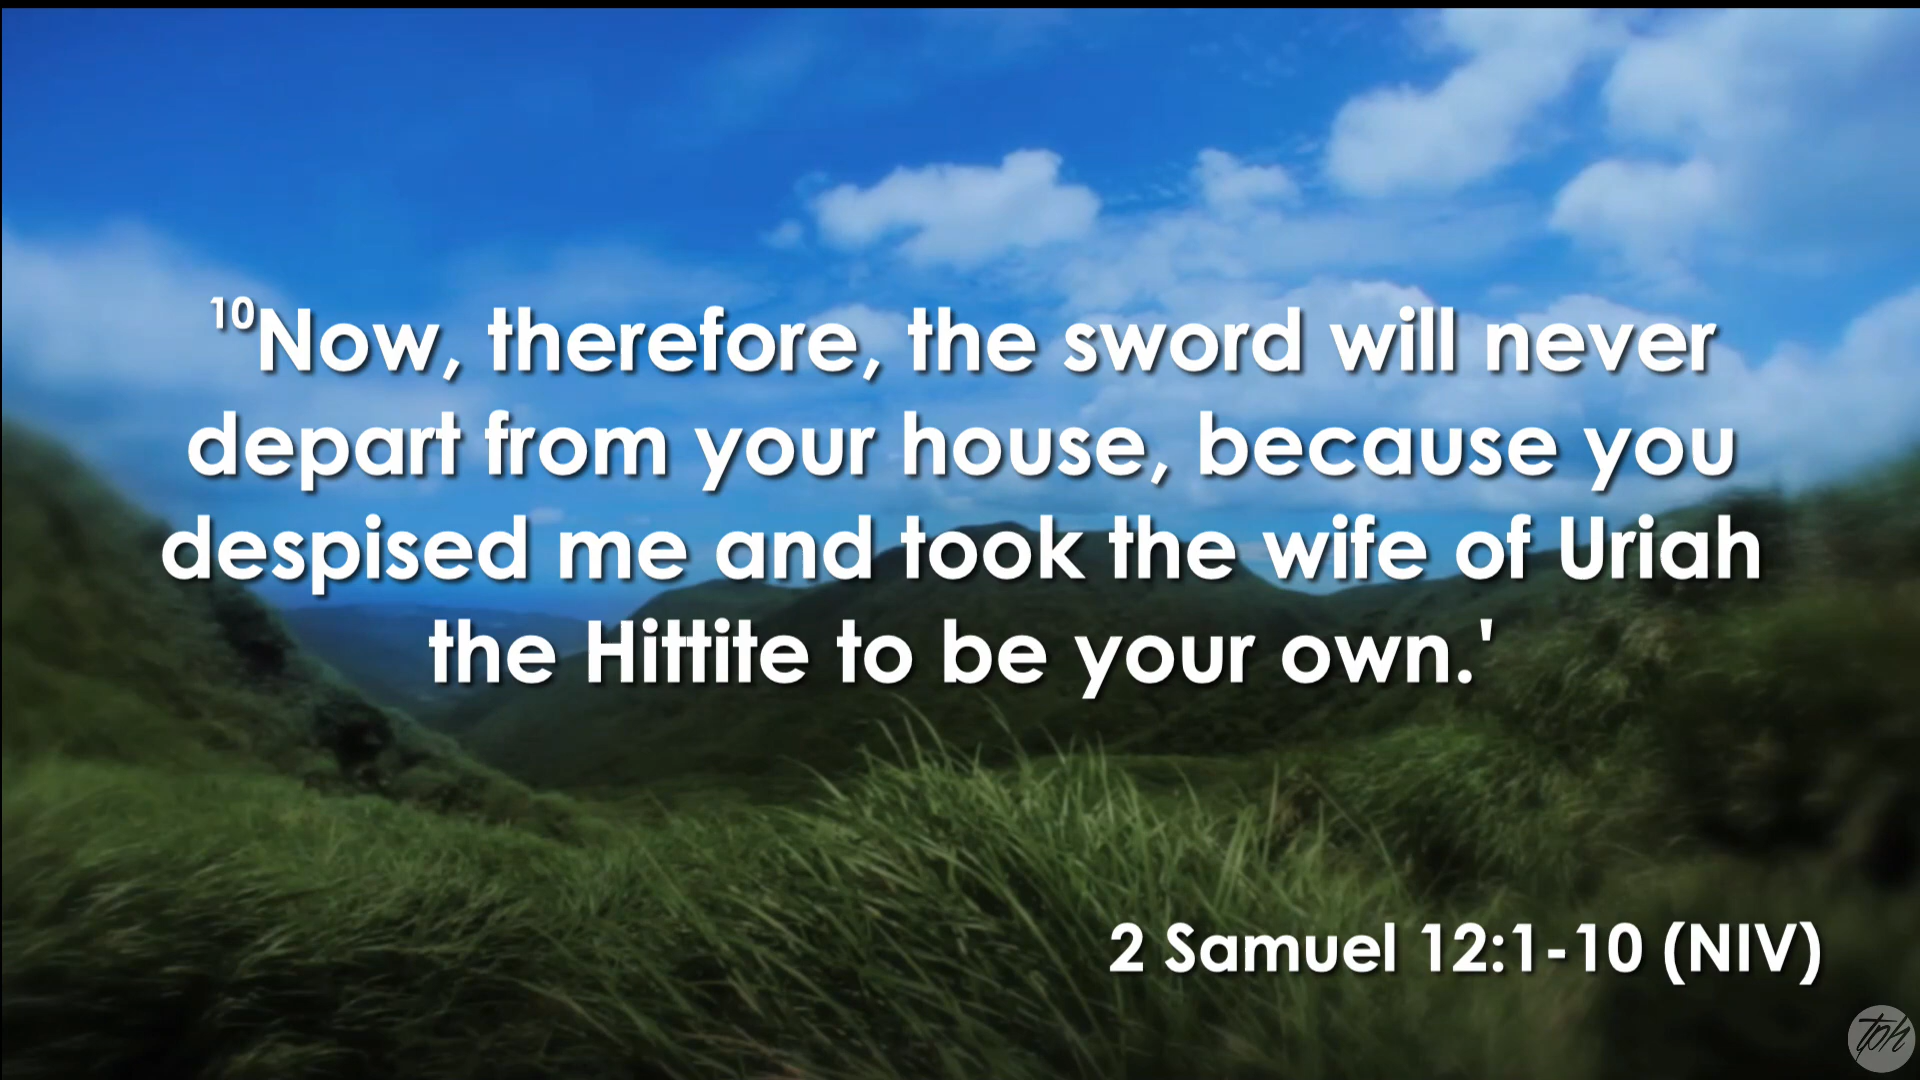 10Now, therefore, the sword will never
depart from your house, because you
despised me and took the wife of Uriah
the Hittite to be your own.'
2 Samuel 12:1-10 (NIV)
tph